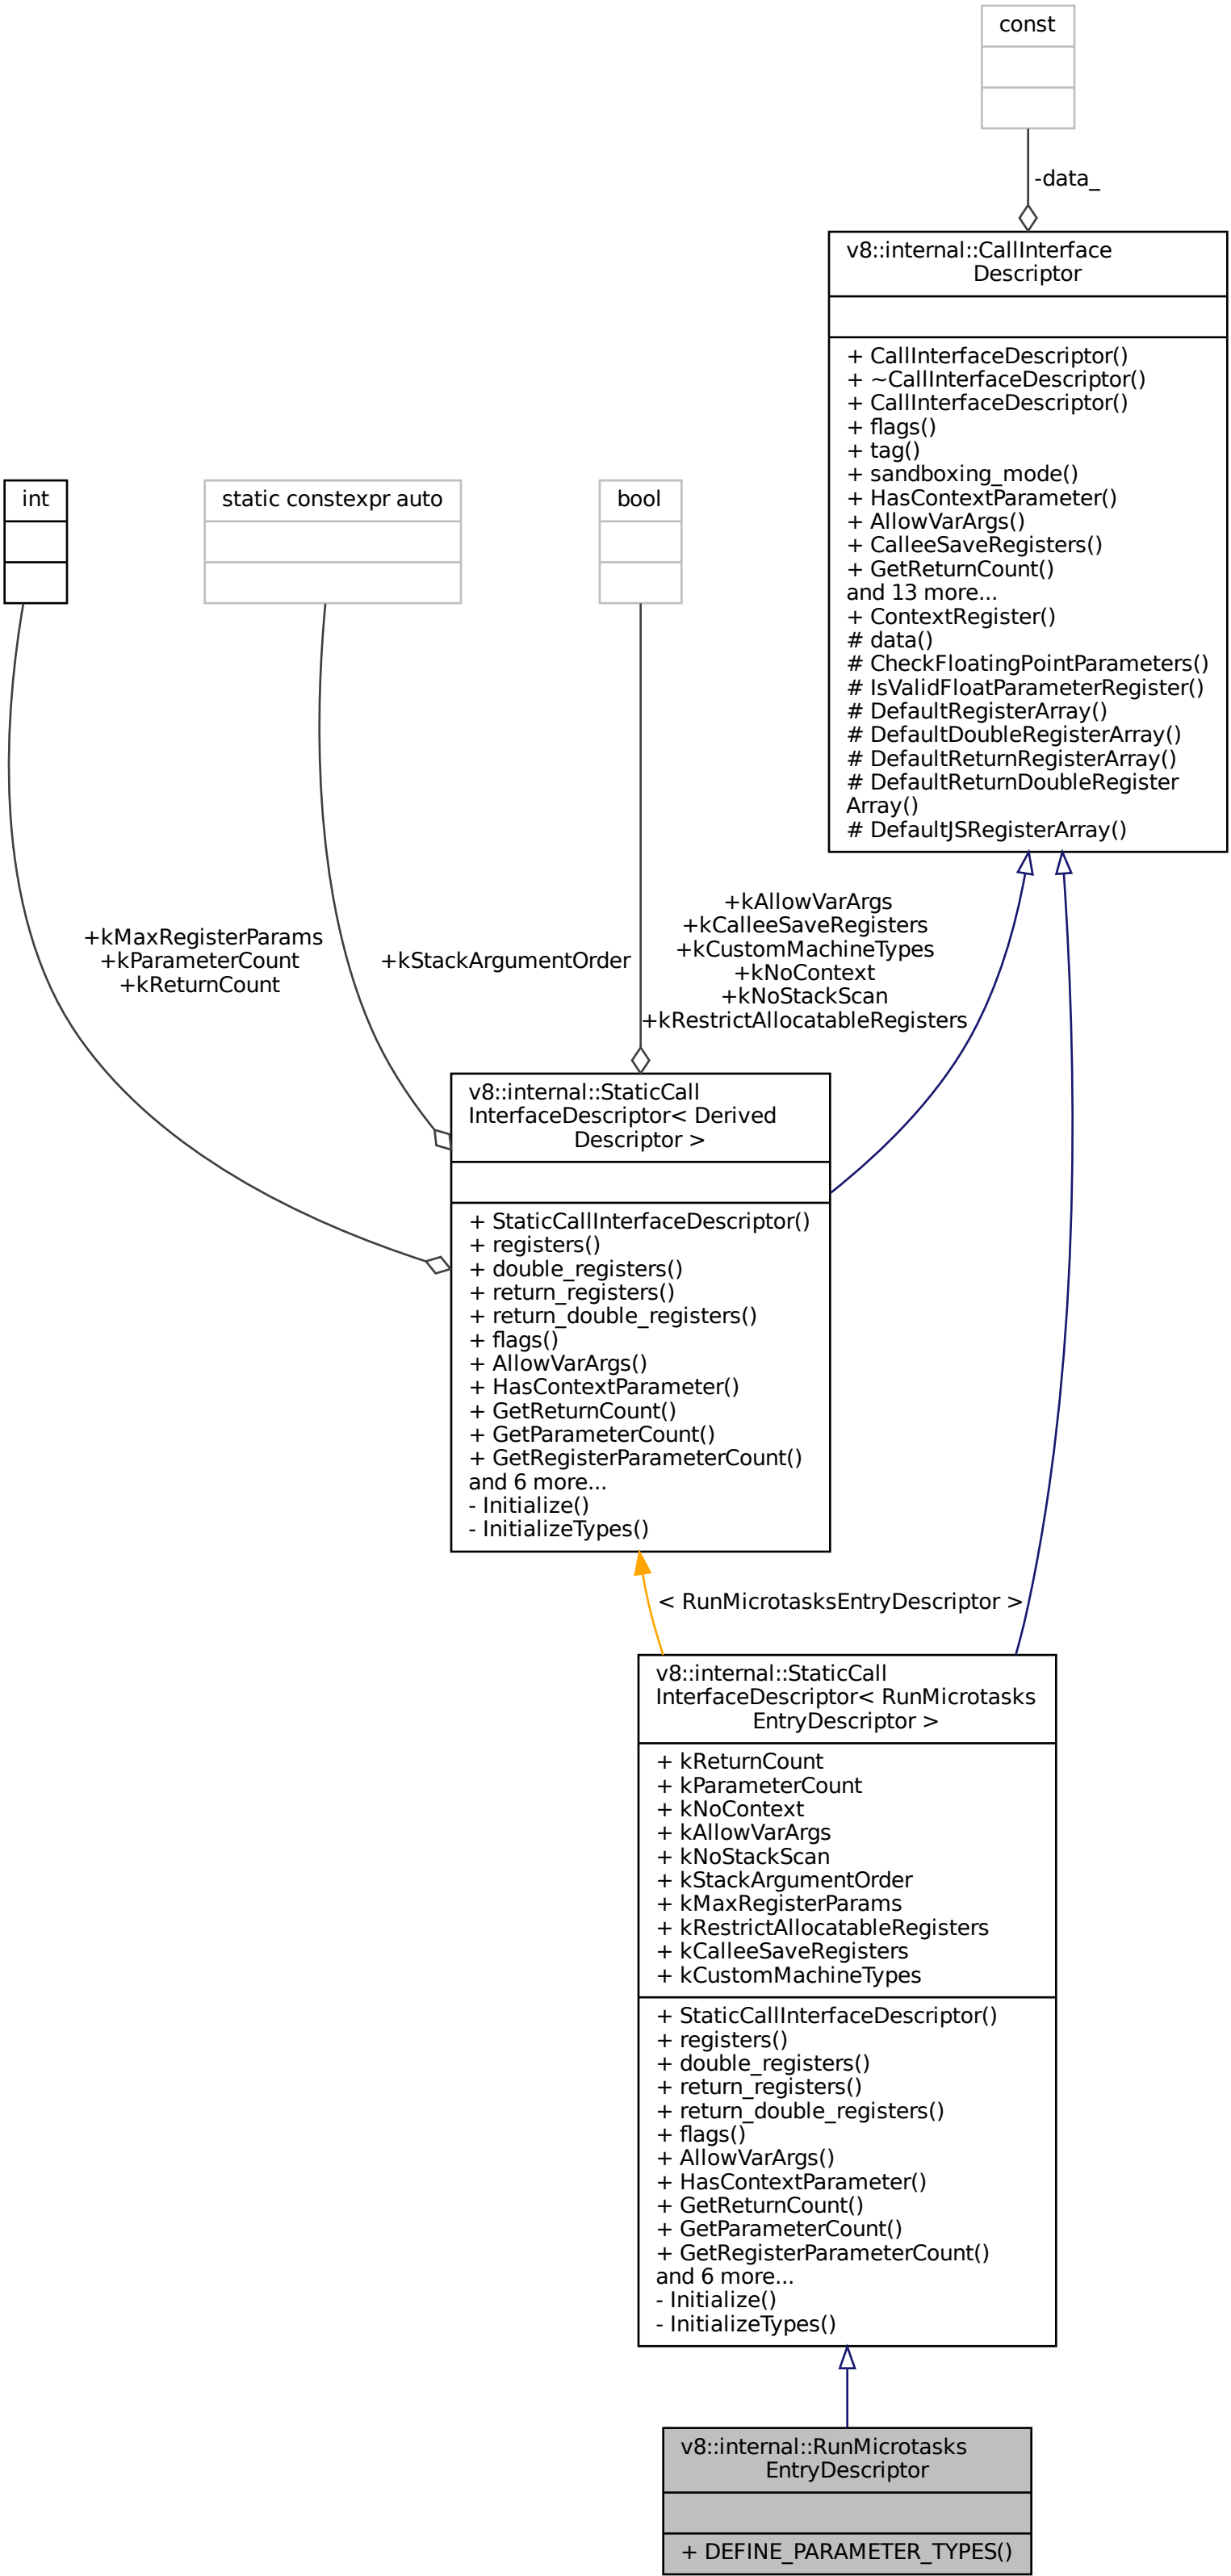 const
-data_
v8::internal::CallInterface
Descriptor
+ CallInterfaceDescriptor()
+ ~CallInterfaceDescriptor()
+ CallInterfaceDescriptor()
+ flags()
+ tag()
+ sandboxing_mode()
+ HasContextParameter()
+ AllowVarArgs()
+ CalleeSaveRegisters()
+ GetReturnCount()
and 13 more...
+ ContextRegister()
# data()
# CheckFloatingPointParameters()
# IsValidFloatParameterRegister()
# DefaultRegisterArray()
# DefaultDoubleRegisterArray()
# DefaultReturnRegisterArray()
# DefaultReturnDoubleRegister
Array()
# DefaultJSRegisterArray()
int
static constexpr auto
bool
+kMaxRegisterParams
+kParameterCount
+kReturnCount
+kStackArgumentOrder
+kAllowVarArgs
+kCalleeSaveRegisters
+kCustomMachineTypes
+kNoContext
+kNoStackScan
+kRestrictAllocatableRegisters
v8::internal::StaticCall
InterfaceDescriptor< Derived
Descriptor >
+ StaticCallInterfaceDescriptor()
+ registers()
+ double_registers()
+ return_registers()
+ return_double_registers()
+ flags()
+ AllowVarArgs()
+ HasContextParameter()
+ GetReturnCount()
+ GetParameterCount()
+ GetRegisterParameterCount()
and 6 more...
- Initialize()
- InitializeTypes()
< RunMicrotasksEntryDescriptor >
v8::internal::StaticCall
InterfaceDescriptor< RunMicrotasks
EntryDescriptor >
+ kReturnCount
+ kParameterCount
+ kNoContext
+ kAllowVarArgs
+ kNoStackScan
+ kStackArgumentOrder
+ kMaxRegisterParams
+ kRestrictAllocatableRegisters
+ kCalleeSaveRegisters
+ kCustomMachineTypes
+ StaticCallInterfaceDescriptor()
+ registers()
+ double_registers()
+ return_registers()
+ return_double_registers()
+ flags()
+ AllowVarArgs()
+ HasContextParameter()
+ GetReturnCount()
+ GetParameterCount()
+ GetRegisterParameterCount()
and 6 more...
- Initialize()
- InitializeTypes()
v8::internal::RunMicrotasks
EntryDescriptor
+ DEFINE_PARAMETER_TYPES()